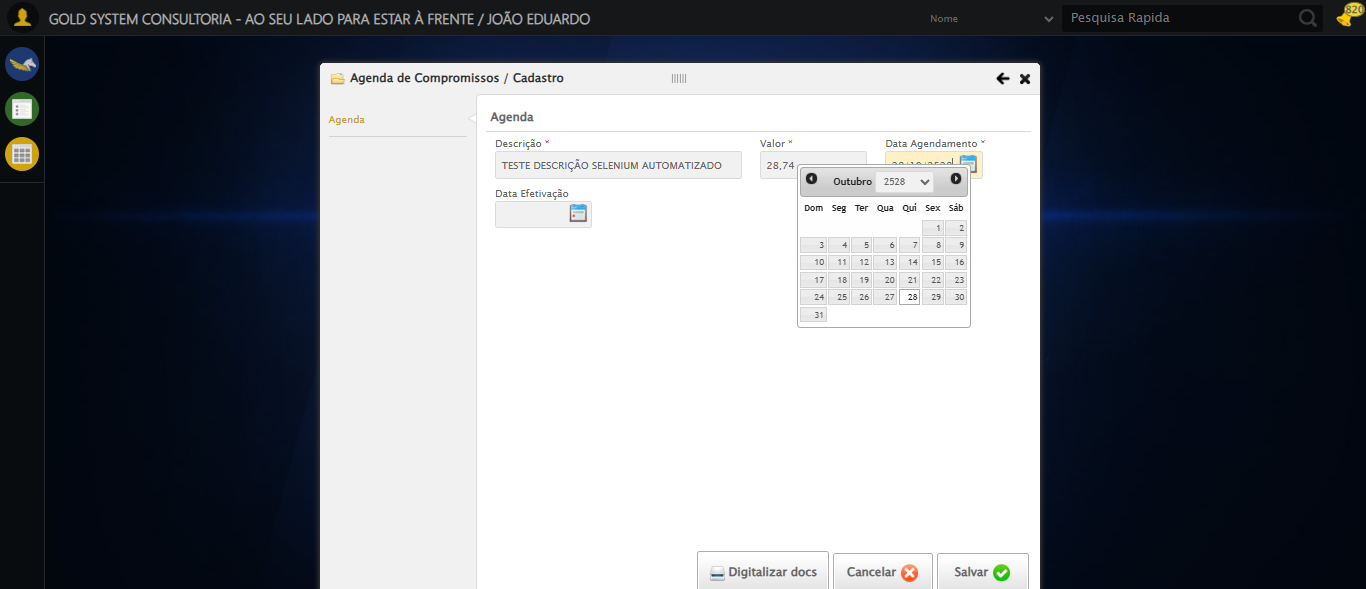 GOLD SYSTEM CONSULTORIA - AO SEU LADO PARA ESTAR À FRENTE / JOÃO EDUARDO
Nome
Pesquisa Rapida
820
Agenda de Compromissos / Cadastro
Agenda
Agenda
Descrição *
Valor *
Data Agendamento *
TESTE DESCRIÇÃO SELENIUM AUTOMATIZADO
28,74
Data Efetivação
Outubro 2528
Dom Seg Ter Qua Qui Sex Sáb
1 2
3 4 5 6 7 8 9
10 11 12 13 14 15 16
17 18 19 20 21 22 23
24 25 26 27 28 29 30
31
Digitalizar docs
Cancelar
Salvar